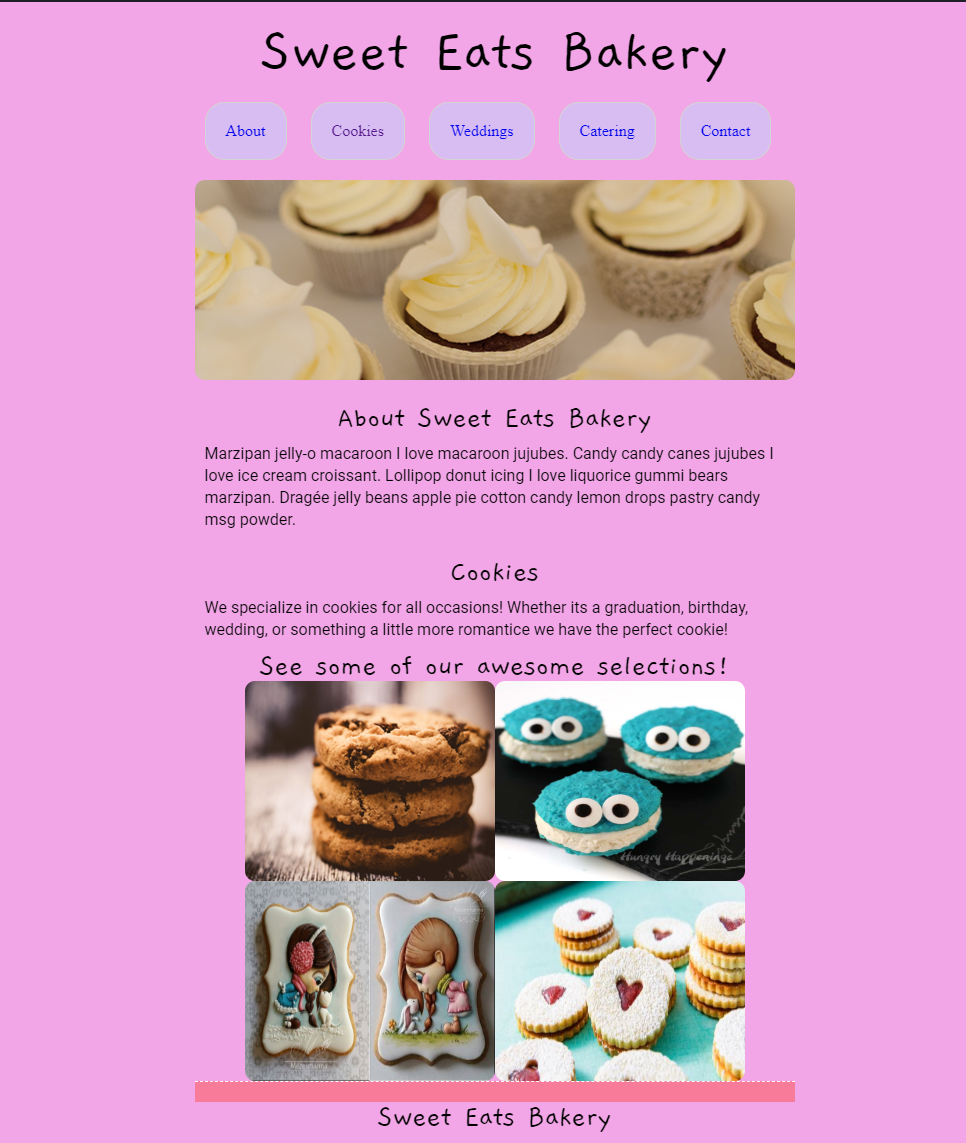 Sweet Eats Bakery
About
Cookies
Weddings
Catering
Contact
About Sweet Eats Bakery
Marzipan jelly-o macaroon I love macaroon jujubes. Candy candy canes jujubes I
love ice cream croissant. Lollipop donut icing I love liquorice gummi bears
marzipan. Dragée jelly beans apple pie cotton candy lemon drops pastry candy
msg powder.
Cookies
We specialize in cookies for all occasions! Whether its a graduation, birthday,
wedding, or something a little more romantice we have the perfect cookie!
See some of our awesome selections!
Hungry Happenings
Sweet Eats Bakery